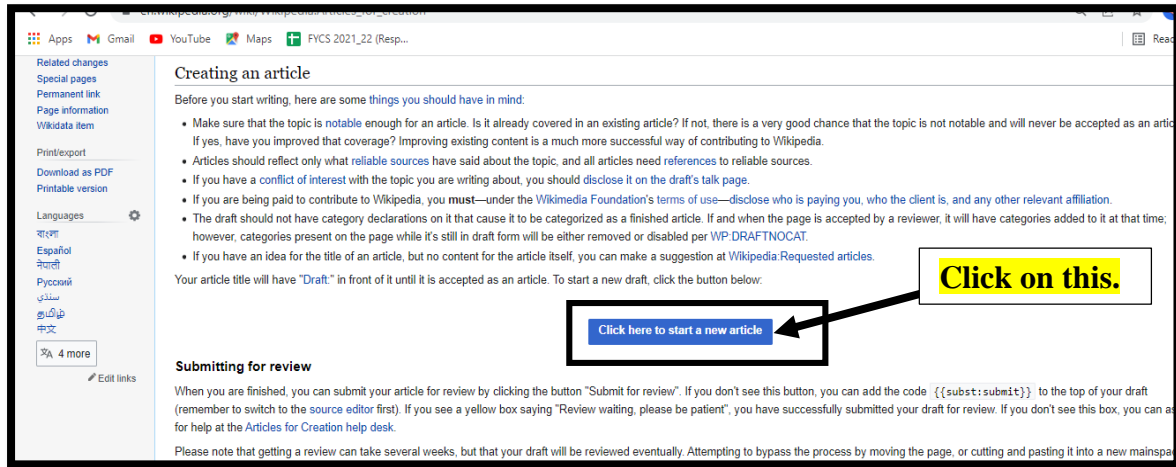 en.wikipedia.org/wiki/Wikipedia:Articles_for_creation
Apps Gmail YouTube Maps FYCS 2021_22 (Resp...
Related changes
Special pages
Permanent link
Page information
Wikidata item
Print/export
Download as PDF
Printable version
Languages
বাংলা
Español
नेपाली
Русский
سنڌي
தமிழ்
中文
4 more
Edit links
Creating an article
Before you start writing, here are some things you should have in mind:
• Make sure that the topic is notable enough for an article. Is it already covered in an existing article? If not, there is a very good chance that the topic is not notable and will never be accepted as an artic
If yes, have you improved that coverage? Improving existing content is a much more successful way of contributing to Wikipedia.
• Articles should reflect only what reliable sources have said about the topic, and all articles need references to reliable sources.
• If you have a conflict of interest with the topic you are writing about, you should disclose it on the draft's talk page.
• If you are being paid to contribute to Wikipedia, you must—under the Wikimedia Foundation's terms of use—disclose who is paying you, who the client is, and any other relevant affiliation.
• The draft should not have category declarations on it that cause it to be categorized as a finished article. If and when the page is accepted by a reviewer, it will have categories added to it at that time;
however, categories present on the page while it's still in draft form will be either removed or disabled per WP:DRAFTNOCAT.
• If you have an idea for the title of an article, but no content for the article itself, you can make a suggestion at Wikipedia:Requested articles.
Your article title will have "Draft:" in front of it until it is accepted as an article. To start a new draft, click the button below:
Click on this.
Click here to start a new article
Submitting for review
When you are finished, you can submit your article for review by clicking the button "Submit for review". If you don't see this button, you can add the code {{subst:submit}} to the top of your draft
(remember to switch to the source editor first). If you see a yellow box saying "Review waiting, please be patient", you have successfully submitted your draft for review. If you don't see this box, you can as
for help at the Articles for Creation help desk.
Please note that getting a review can take several weeks, but that your draft will be reviewed eventually. Attempting to bypass the process by moving the page, or cutting and pasting it into a new mainspa